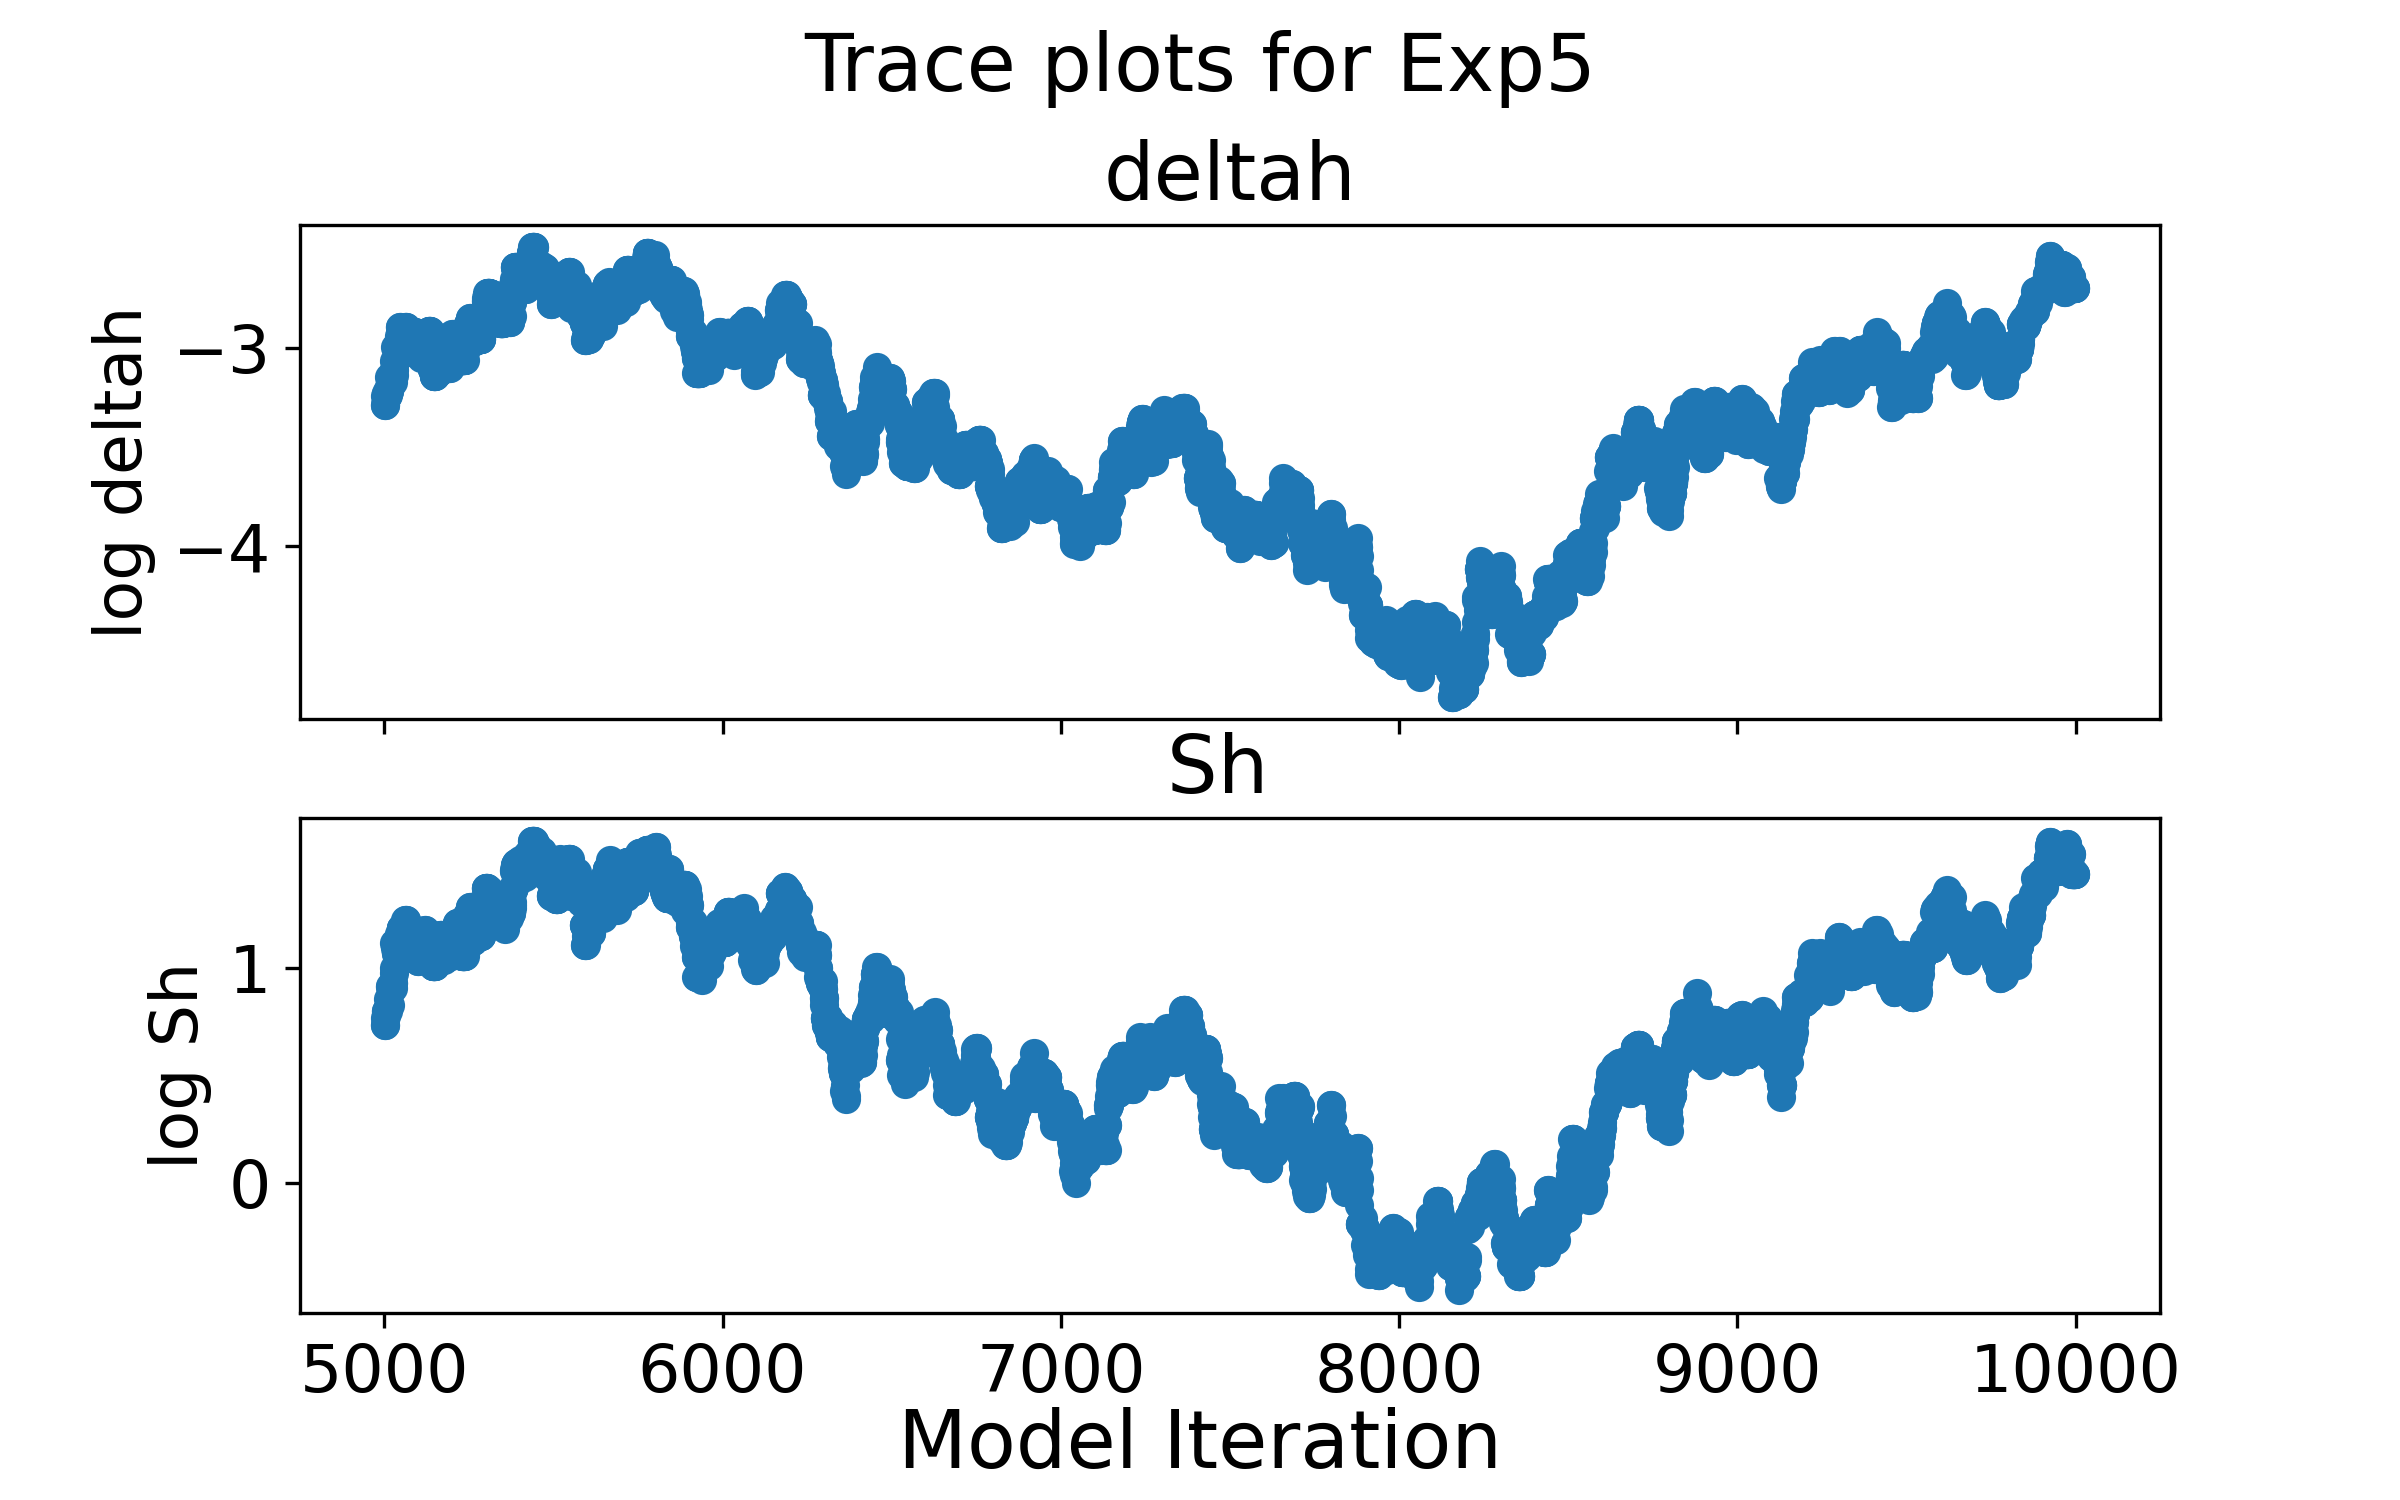 Trace plots for Exp5
deltah
log deltah
−3
−4
Sh
log Sh
1
0
5000 6000 7000 8000 9000 10000
Model Iteration